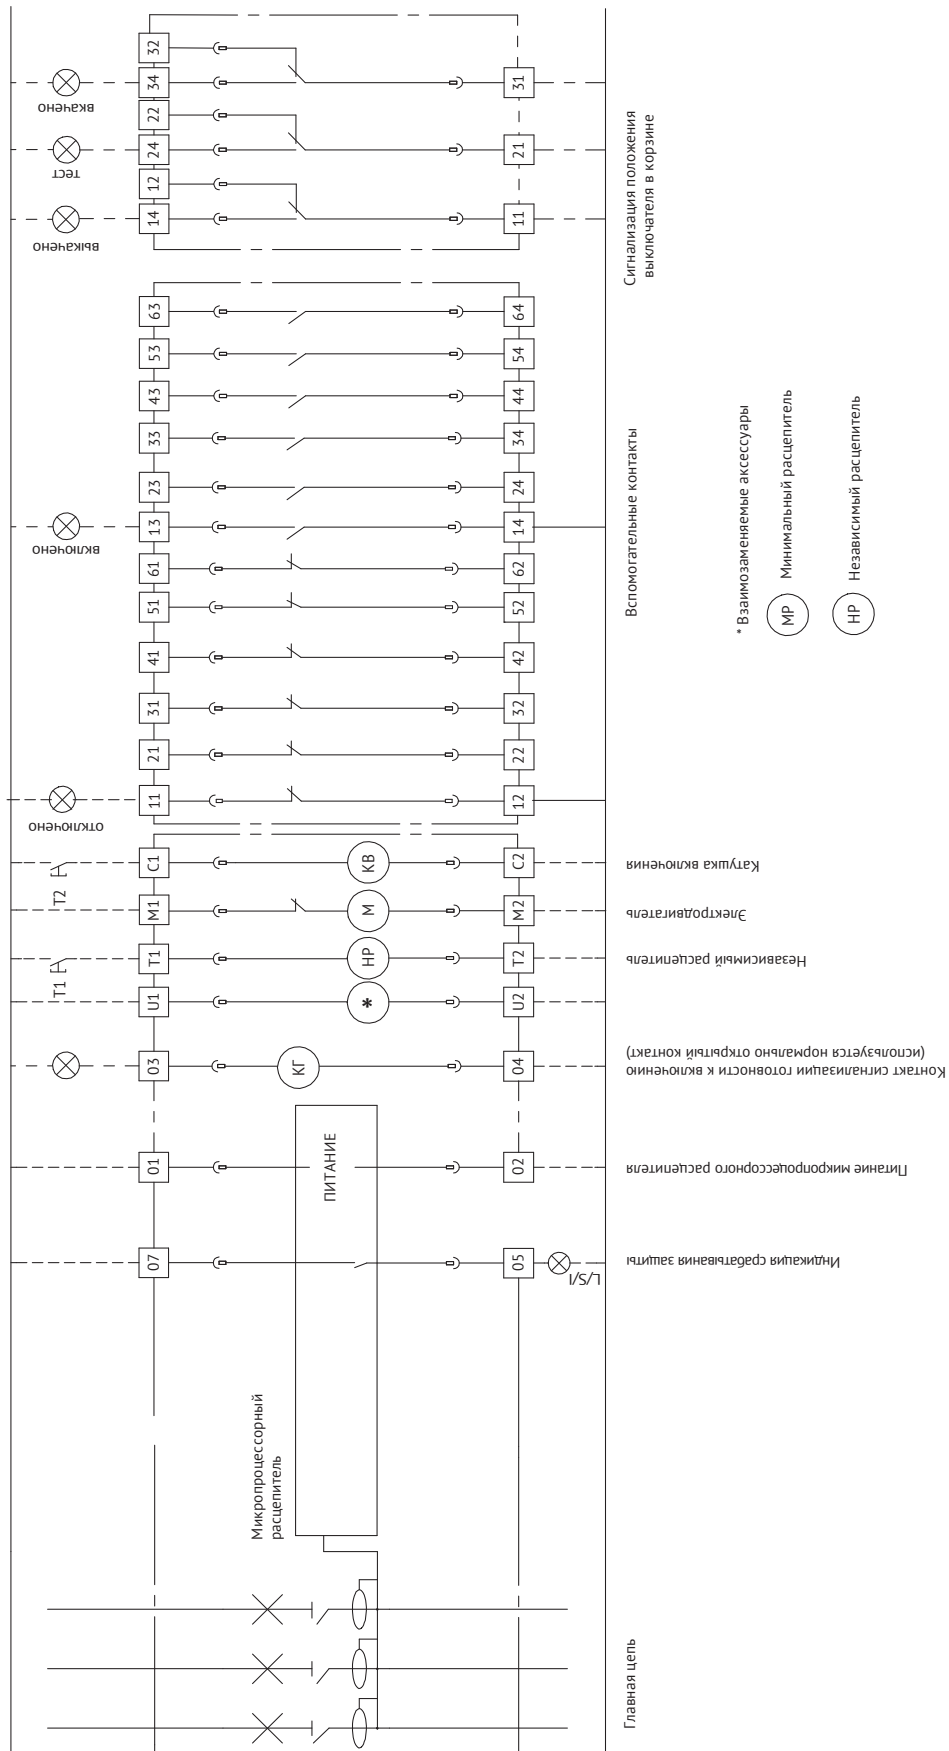 Главная цепь
Микропроцессорный
расцепитель
ПИТАНИЕ
07
05
L/S/I
Индикация срабатывания защиты
01
02
Питание микропроцессорного расцепителя
03
КГ
04
Контакт сигнализации готовности к включению
(используется нормально открытый контакт)
U1
*
U2
T1
T1
НР
T2
Независимый расцепитель
M1
М
M2
Электродвигатель
T2
C1
КВ
C2
Катушка включения
отключено
11
12
21
22
31
32
41
42
51
52
61
62
включено
13
14
23
24
33
34
43
44
53
54
63
64
Вспомогательные контакты
выкачено
14
11
12
тест
24
21
22
вкачено
34
31
32
Сигнализация положения
выключателя в корзине
* Взаимозаменяемые аксессуары
МР
Минимальный расцепитель
НР
Независимый расцепитель